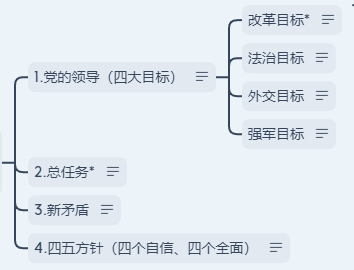 改革目标*
1.党的领导（四大目标）
法治目标
外交目标
强军目标
2.总任务*
3.新矛盾
4.四五方针（四个自信、四个全面）